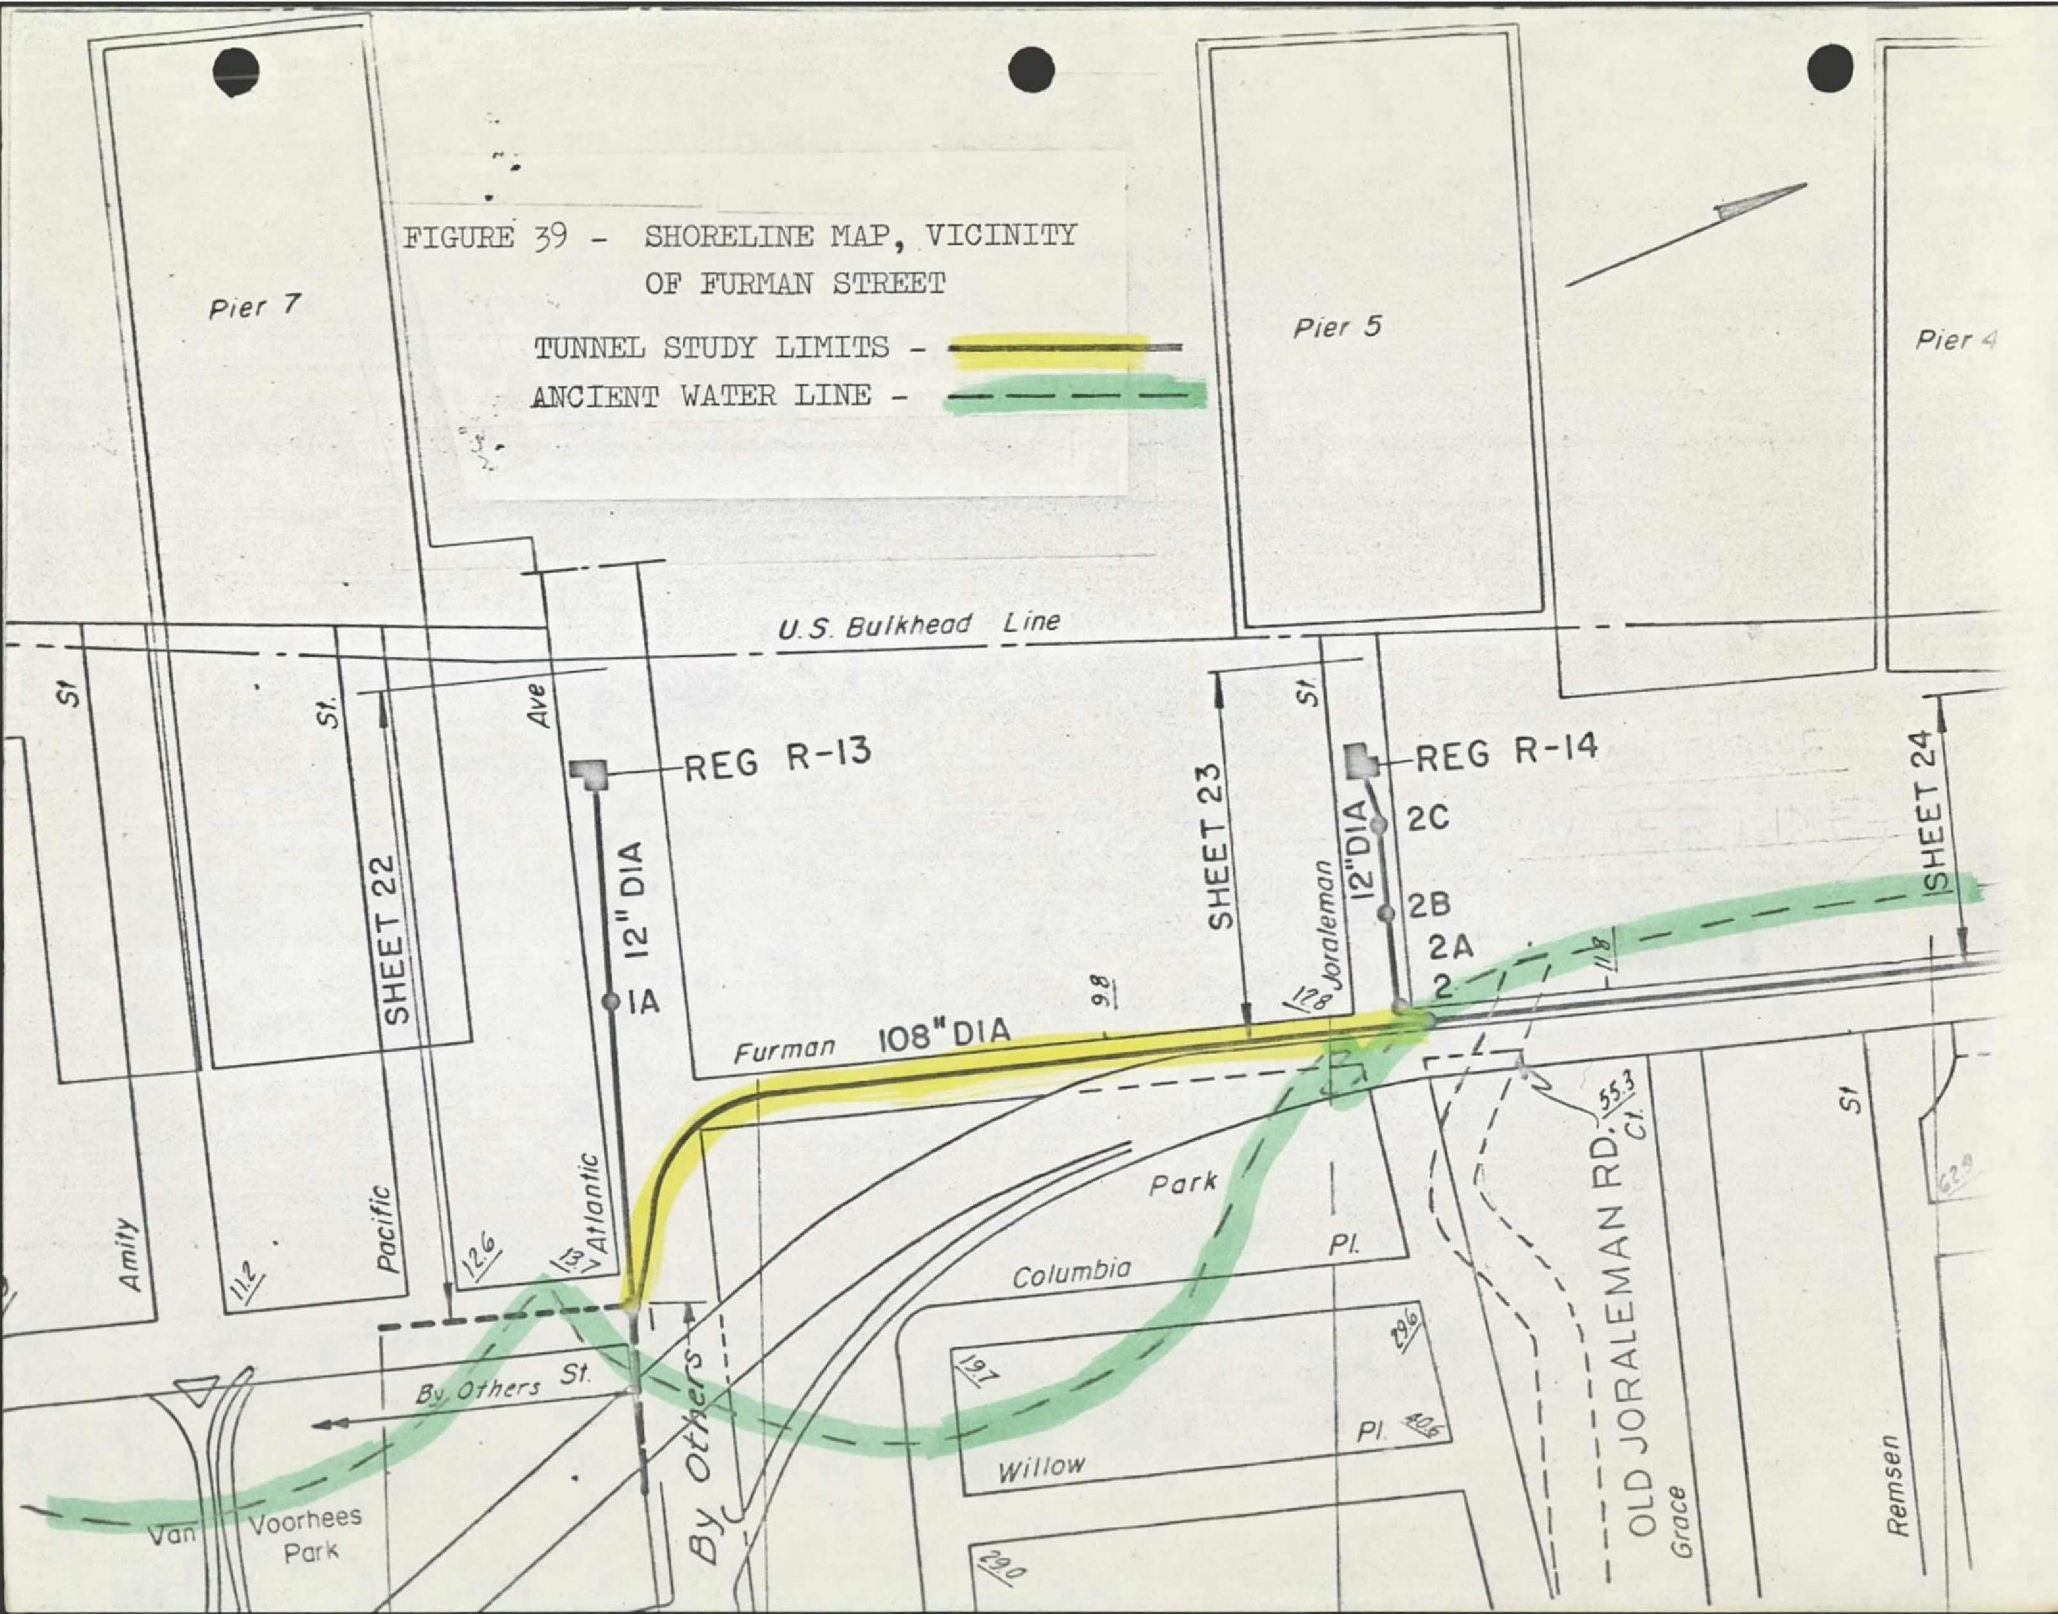 FIGURE 39 - SHORELINE MAP, VICINITY
OF FURMAN STREET
TUNNEL STUDY LIMITS -
ANCIENT WATER LINE -
Pier 7
Pier 5
Pier 4
U.S. Bulkhead Line
St
St.
Ave
St.
REG R-13
REG R-14
SHEET 22
12" DIA
1A
SHEET 23
12" DIA
2C
2B
2A
2
SHEET 24
Joraleman
9.8
12.8
11.8
Furman 108" DIA
Amity
11.2
Pacific
12.6
13.7
Atlantic
Park
Columbia
Pl.
55.3
Ct.
St
62.9
By Others St.
By Others
19.7
29.6
40.6
Pl.
Willow
29.0
OLD JORALEMAN RD.
Grace
Remsen
Van Voorhees
Park